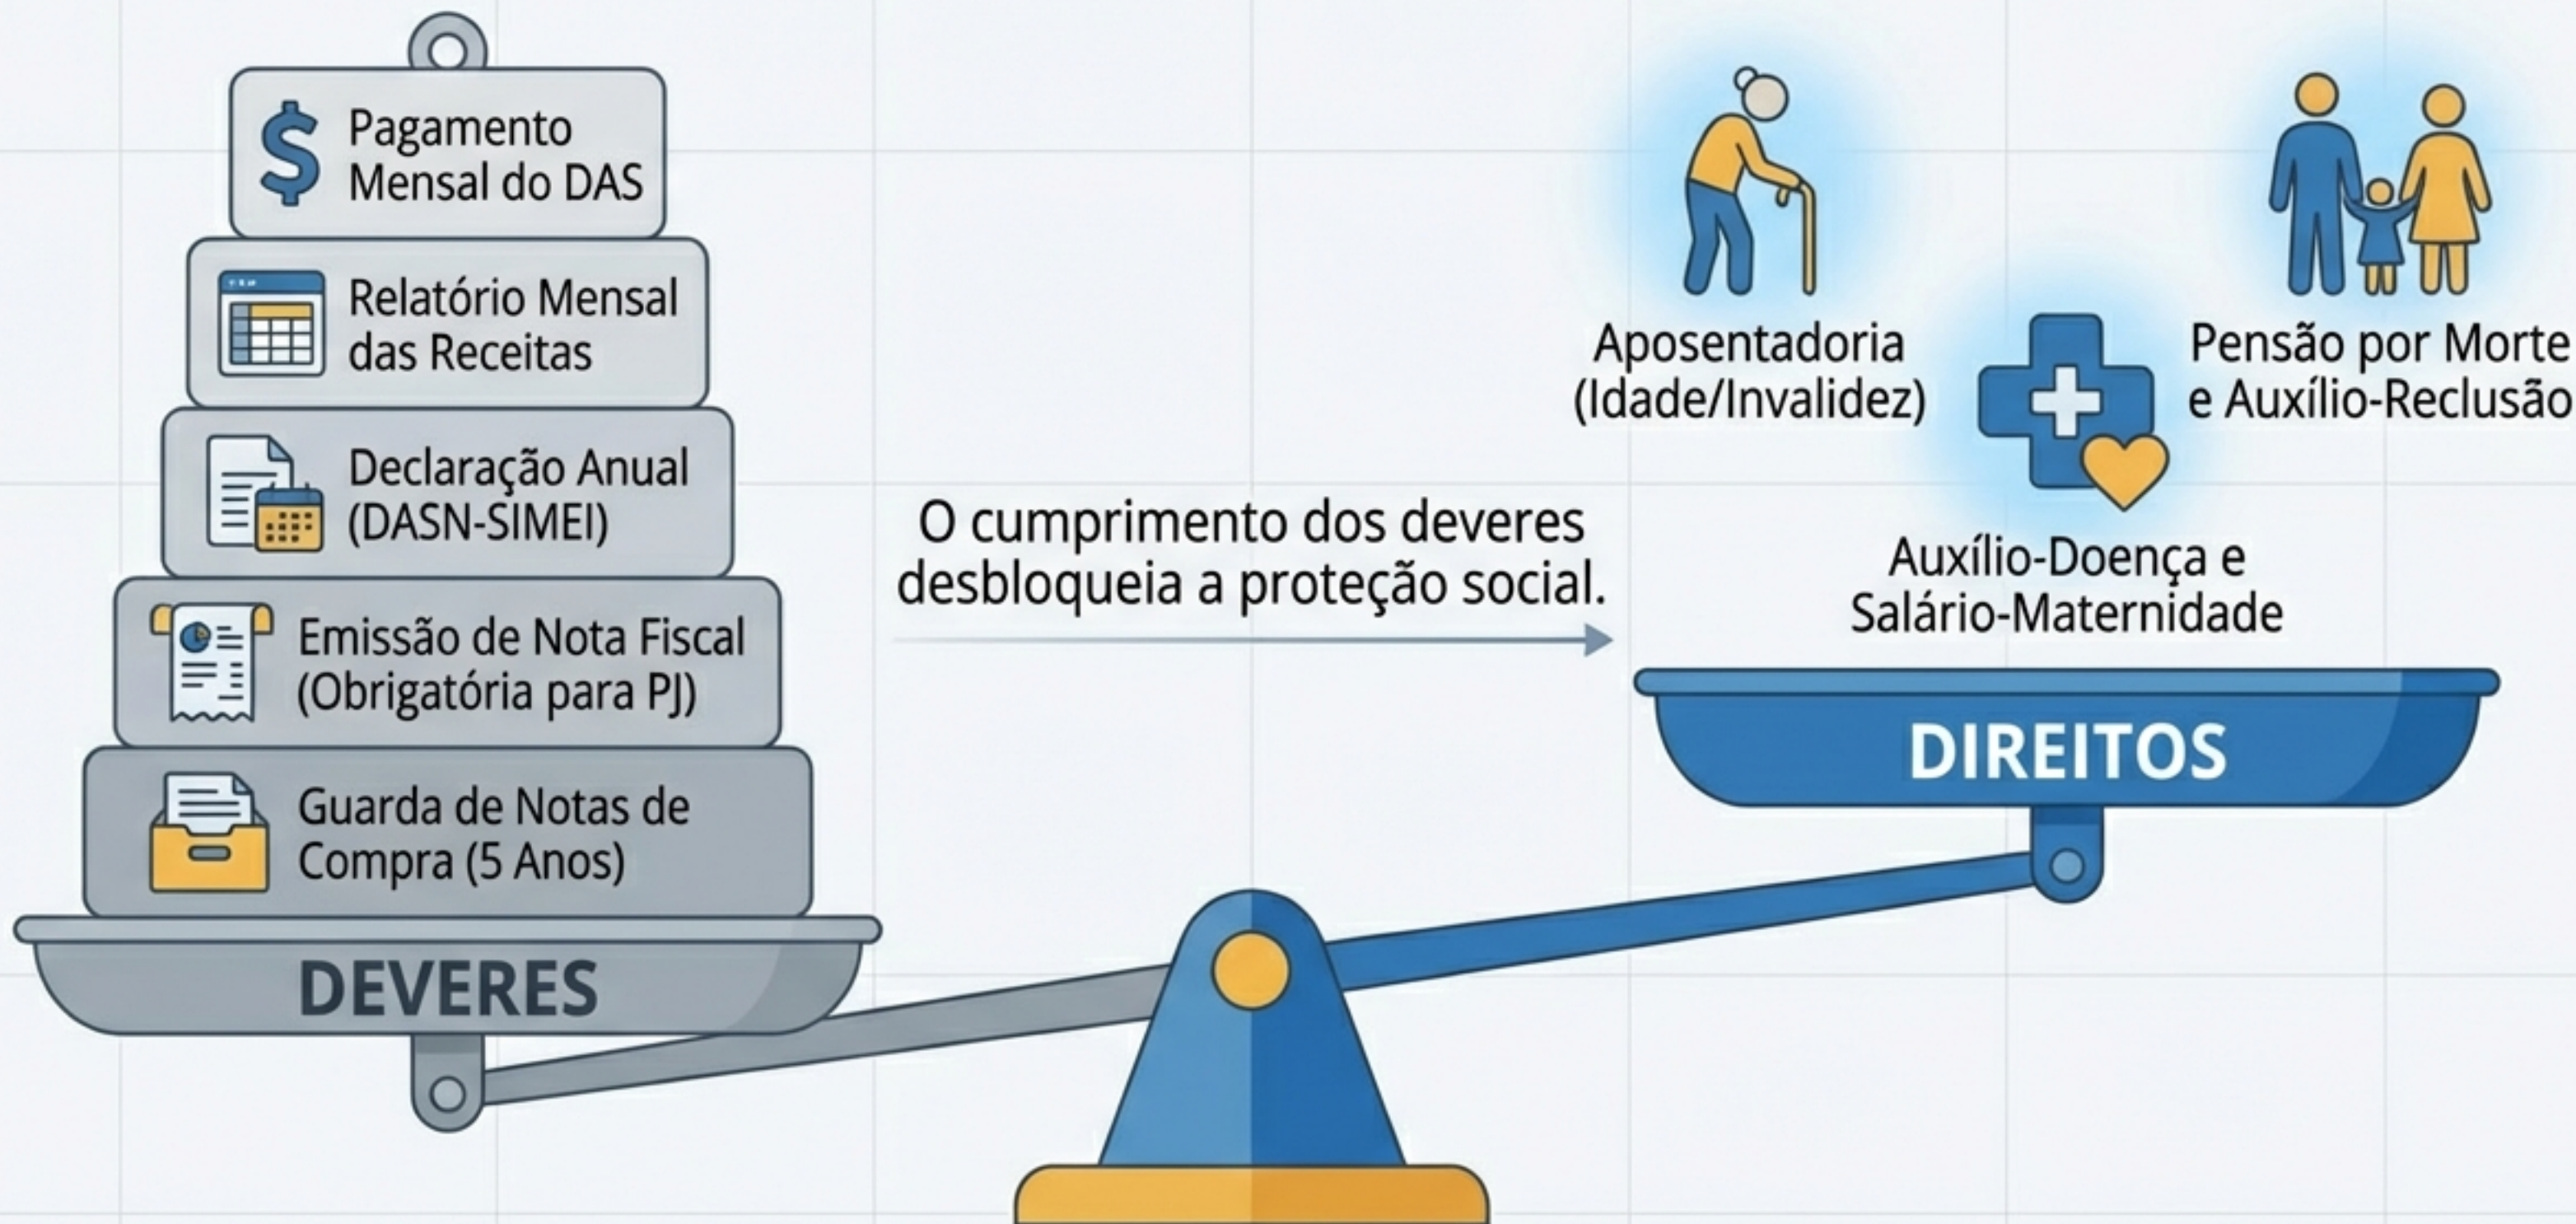 Pagamento
Mensal do DAS
Relatório Mensal
das Receitas
Declaração Anual
(DASN-SIMEI)
Emissão de Nota Fiscal
(Obrigatória para PJ)
Guarda de Notas de
Compra (5 Anos)
DEVERES
O cumprimento dos deveres
desbloqueia a proteção social.
Aposentadoria
(Idade/Invalidez)
Pensão por Morte
e Auxílio-Reclusão
Auxílio-Doença e
Salário-Maternidade
DIREITOS